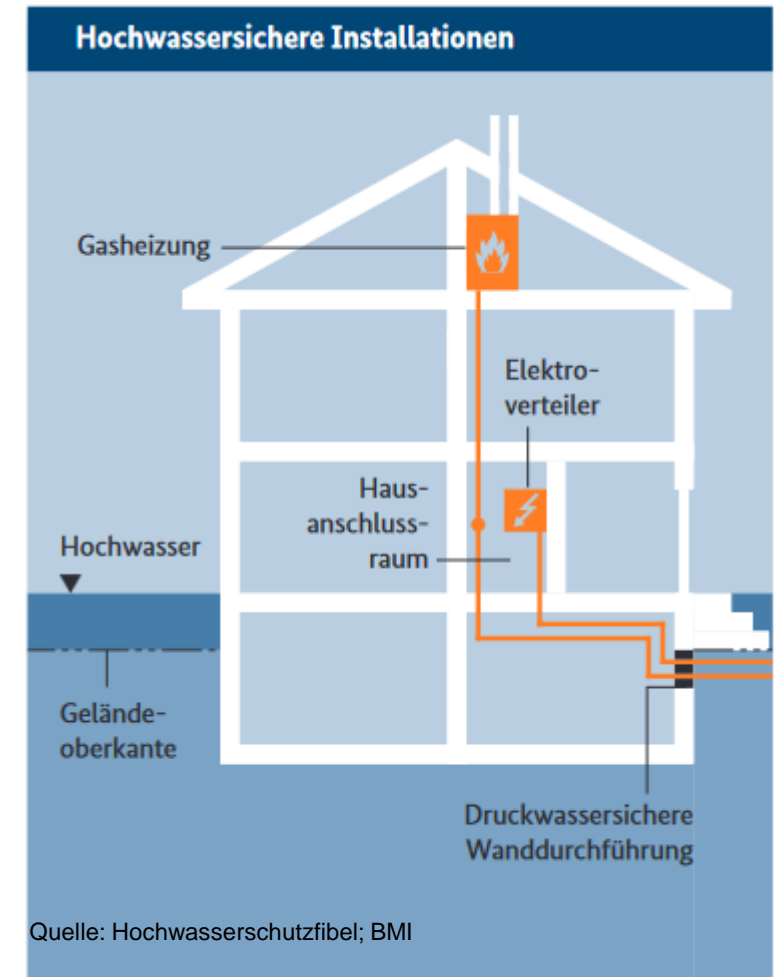 Hochwassersichere Installationen
Gasheizung
Elektro-
verteiler
Haus-
anschluss-
raum
Hochwasser
Gelände-
oberkante
Druckwassersichere
Wanddurchführung
Quelle: Hochwasserschutzfibel; BMI